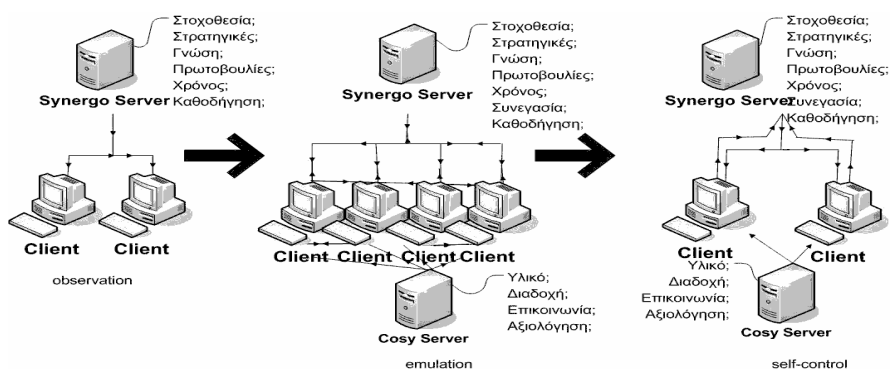 Στοχοθεσία;
Στρατηγικές;
Γνώση;
Πρωτοβουλίες;
Χρόνος;
Καθοδήγηση;
Synergo Server
Client
Client
observation
Στοχοθεσία;
Στρατηγικές;
Γνώση;
Πρωτοβουλίες;
Χρόνος;
Συνεγασία;
Καθοδήγηση;
Synergo Server
Client
Client
Client
Client
Υλικό;
Διαδοχή;
Επικοινωνία;
Αξιολόγηση;
Cosy Server
emulation
Στοχοθεσία;
Στρατηγικές;
Γνώση;
Πρωτοβουλίες;
Χρόνος;
Συνεγασία;
Καθοδήγηση;
Synergo Server
Client
Client
Υλικό;
Διαδοχή;
Επικοινωνία;
Αξιολόγηση;
Cosy Server
self-control